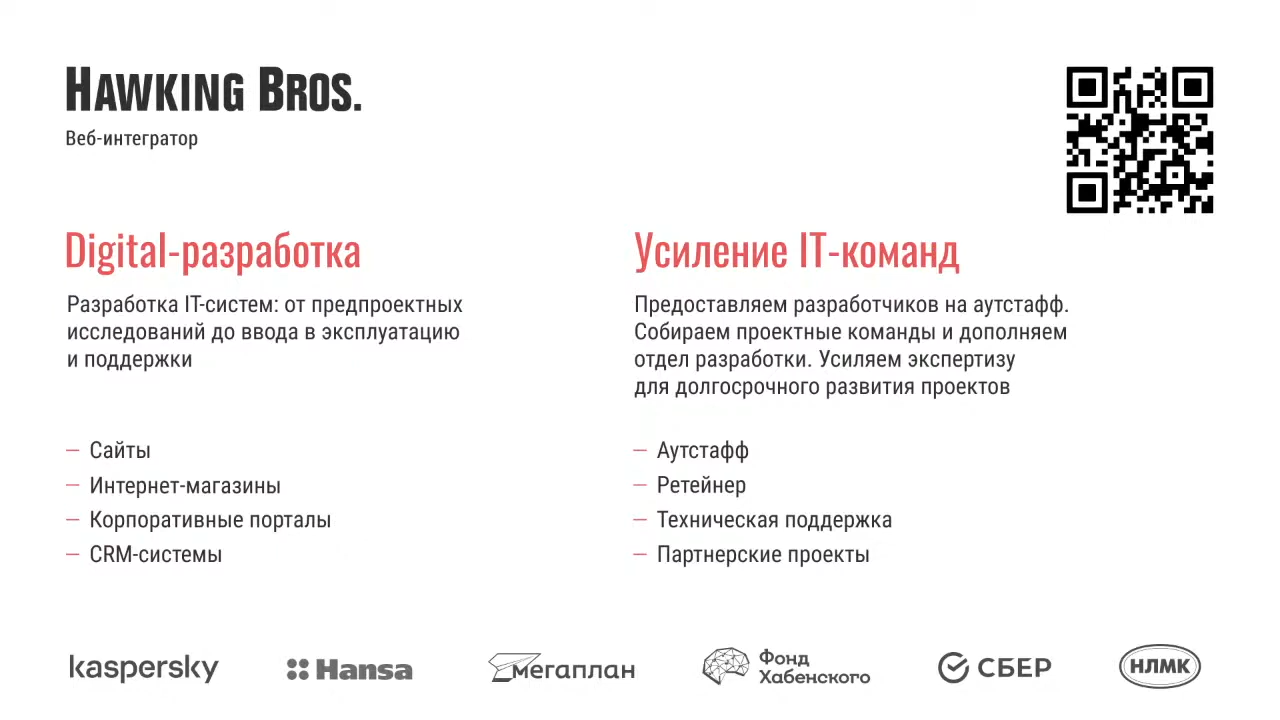 HAWKING BROS.
Веб-интегратор
Digital-разработка
Разработка IT-систем: от предпроектных
исследований до ввода в эксплуатацию
и поддержки
— Сайты
— Интернет-магазины
— Корпоративные порталы
— CRM-системы
Усиление IT-команд
Предоставляем разработчиков на аутстафф.
Собираем проектные команды и дополняем
отдел разработки. Усиляем экспертизу
для долгосрочного развития проектов
— Аутстафф
— Ретейнер
— Техническая поддержка
— Партнерские проекты
kaspersky
Hansa
мегаплан
Фонд
Хабенского
СБЕР
НЛМК